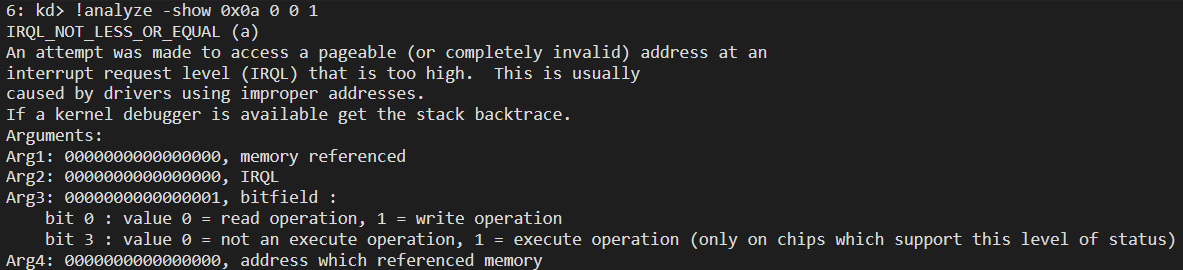 6: kd> !analyze -show 0x0a 0 0 1
IRQL_NOT_LESS_OR_EQUAL (a)
An attempt was made to access a pageable (or completely invalid) address at an
interrupt request level (IRQL) that is too high.  This is usually
caused by drivers using improper addresses.
If a kernel debugger is available get the stack backtrace.
Arguments:
Arg1: 0000000000000000, memory referenced
Arg2: 0000000000000000, IRQL
Arg3: 0000000000000001, bitfield :
    bit 0 : value 0 = read operation, 1 = write operation
    bit 3 : value 0 = not an execute operation, 1 = execute operation (only on chips which support this level of status)
Arg4: 0000000000000000, address which referenced memory